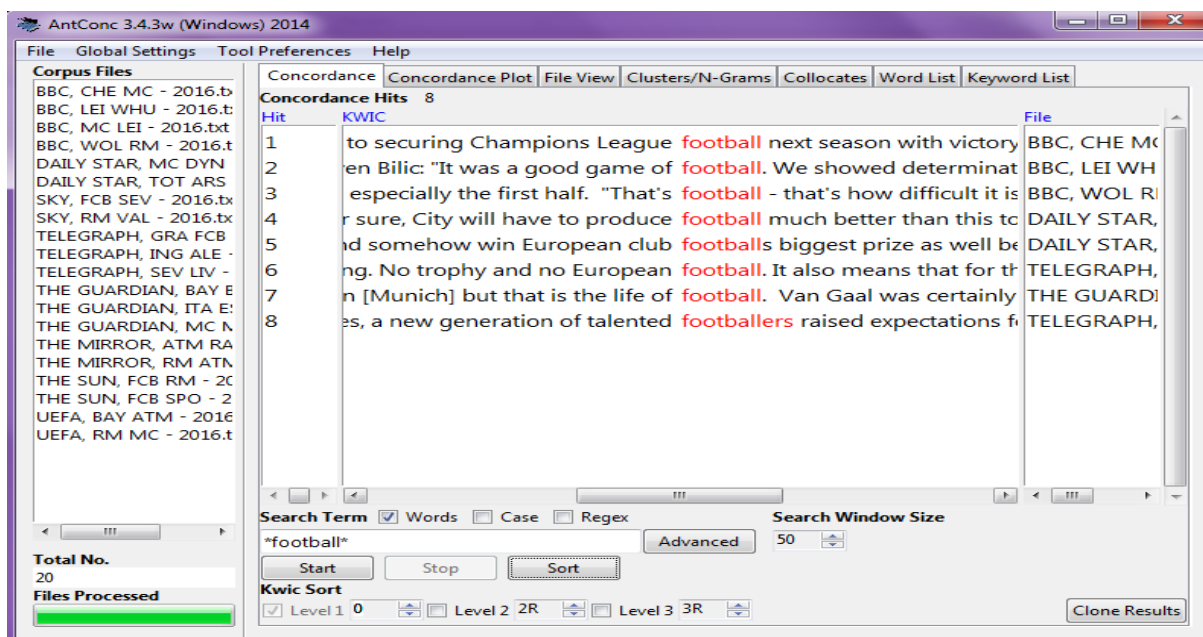 AntConc 3.4.3w (Windows) 2014
File Global Settings Tool Preferences Help
Corpus Files
BBC, CHE MC - 2016.t
BBC, LEI WHU - 2016.t
BBC, MC LEI - 2016.txt
BBC, WOL RM - 2016.t
DAILY STAR, MC DYN
DAILY STAR, TOT ARS
SKY, FCB SEV - 2016.tx
SKY, RM VAL - 2016.tx
TELEGRAPH, GRA FCB
TELEGRAPH, ING ALE -
TELEGRAPH, SEV LIV -
THE GUARDIAN, BAY
THE GUARDIAN, ITA
THE GUARDIAN, MC
THE MIRROR, ATM RA
THE MIRROR, RM ATM
THE SUN, FCB RM - 20
THE SUN, FCB SPO - 2
UEFA, BAY ATM - 2016
UEFA, RM MC - 2016.t
Total No.
20
Files Processed
Concordance Concordance Plot File View Clusters/N-Grams Collocates Word List Keyword List
Concordance Hits 8
Hit KWIC File
1 to securing Champions League football next season with victory BBC, CHE MC
2 en Bilic: "It was a good game of football. We showed determinat BBC, LEI WH
3 especially the first half. "That's football - that's how difficult it is BBC, WOL R
4 r sure, City will have to produce football much better than this to DAILY STAR,
5 nd somehow win European club footballs biggest prize as well be DAILY STAR,
6 ng. No trophy and no European football. It also means that for th TELEGRAPH,
7 n [Munich] but that is the life of football. Van Gaal was certainly THE GUARDI
8 es, a new generation of talented footballers raised expectations f TELEGRAPH,
Search Term Words Case Regex Search Window Size
*football* Advanced 50
Start Stop Sort
Kwic Sort
Level 1 0 Level 2 2R Level 3 3R Clone Results